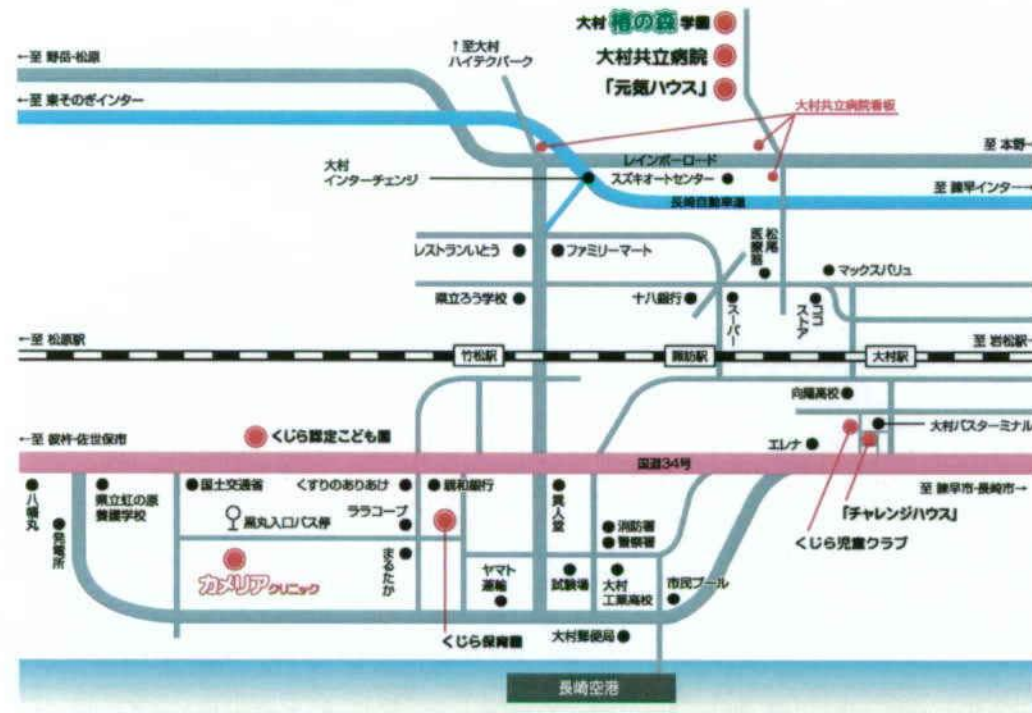 大村 椿の森 学園
大村共立病院
「元気ハウス」
←至 野岳・松原
↑至大村
ハイテクパーク
←至 東そのぎインター
大村共立病院看板
至 本野→
レインボーロード
大村
インターチェンジ
スズキオートセンター
至 諫早インター→
長崎自動車道
レストランいとう
ファミリーマート
松尾
医療器
マックスバリュ
県立ろう学校
十八銀行
スーパー
ココ
ストア
←至 松原駅
竹松駅
諏訪駅
大村駅
至 岩松駅→
向陽高校
くじら認定こども園
←至 彼杵・佐世保市
エレナ
大村バスターミナル
国道34号
八幡丸
県立虹の原
養護学校
国土交通省
くすりのありあけ
親和銀行
異人堂
至 諫早市・長崎市→
発電所
黒丸入口バス停
ララコープ
消防署
警察署
「チャレンジハウス」
くじら児童クラブ
カメリアクリニック
まるたか
ヤマト
運輸
試験場
大村
工業高校
市民プール
くじら保育園
大村郵便局
長崎空港